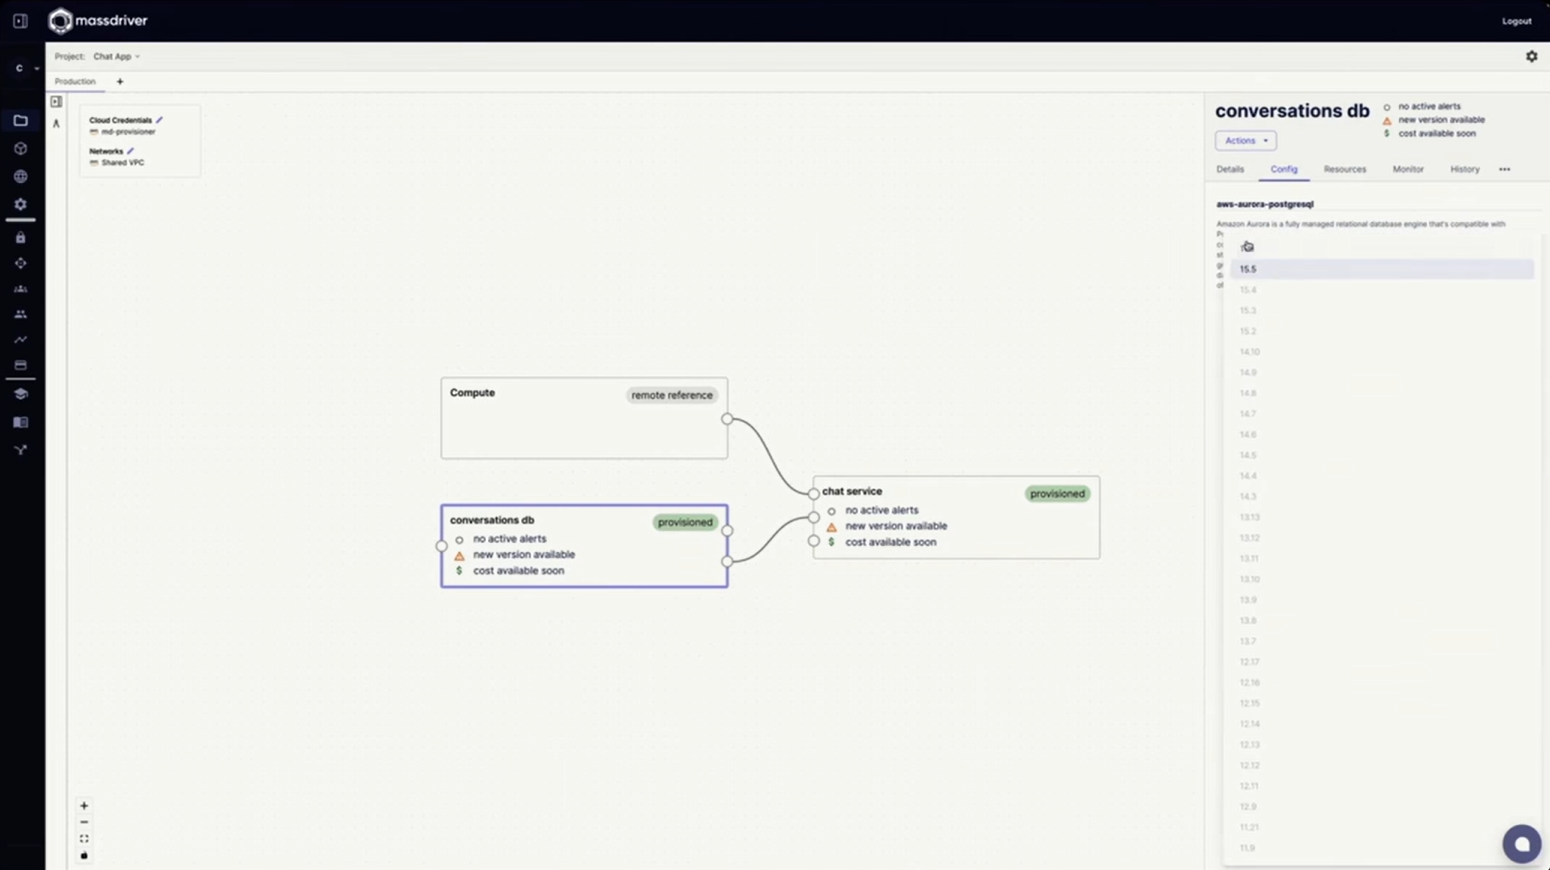 massdriver
Logout
Project: Chat App
C
Production +
Cloud Credentials
md-provisioner
Networks
Shared VPC
conversations db
no active alerts
new version available
$ cost available soon
Actions
Details Config Resources Monitor History •••
aws-aurora-postgresql
Amazon Aurora is a fully managed relational database engine that's compatible with
15.5
15.4
15.3
15.2
14.10
14.9
14.8
14.7
14.6
14.5
14.4
14.3
13.13
13.12
13.11
13.10
13.9
13.8
13.7
12.17
12.16
12.15
12.14
12.13
12.12
12.11
12.9
11.21
11.9
Compute
remote reference
conversations db
provisioned
no active alerts
new version available
$ cost available soon
chat service
provisioned
no active alerts
new version available
$ cost available soon